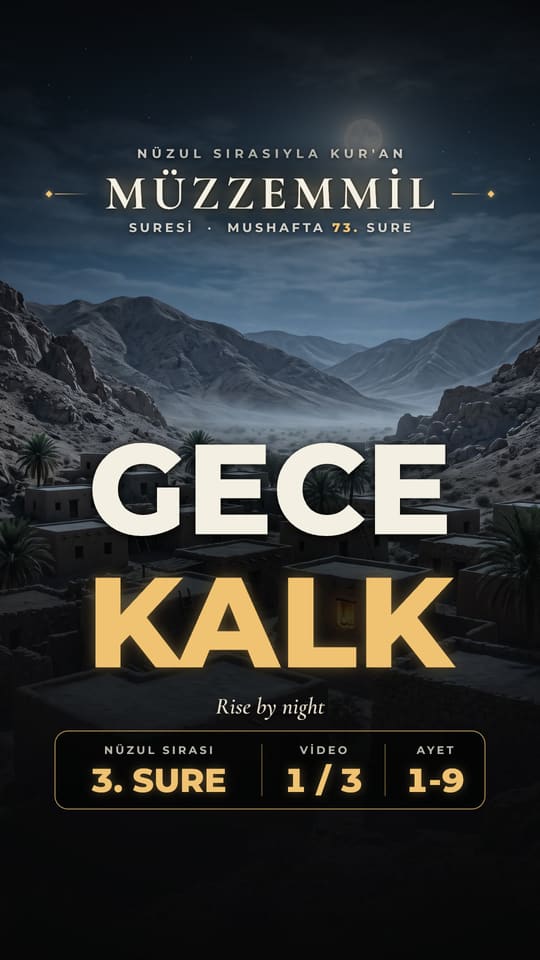 NÜZUL SIRASIYLA KUR'AN
MÜZZEMMİL
SURESİ · MUSHAFTA 73. SURE
GECE
KALK
Rise by night
NÜZUL SIRASI VİDEO AYET
3. SURE 1 / 3 1-9